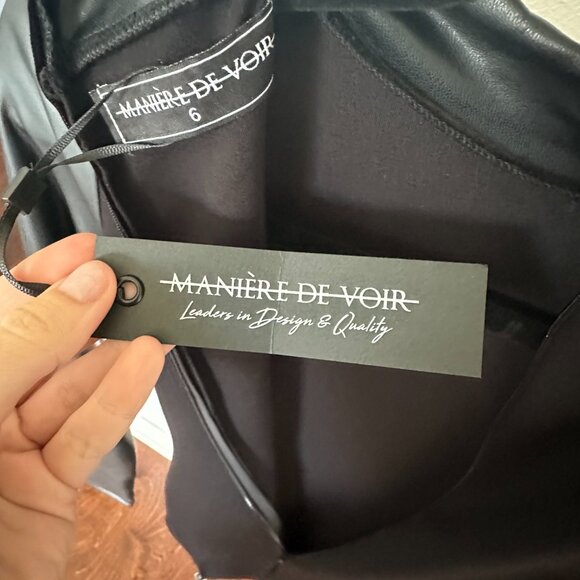 MANIÈRE DE VOIR
6
MANIÈRE DE VOIR
Leaders in Design & Quality